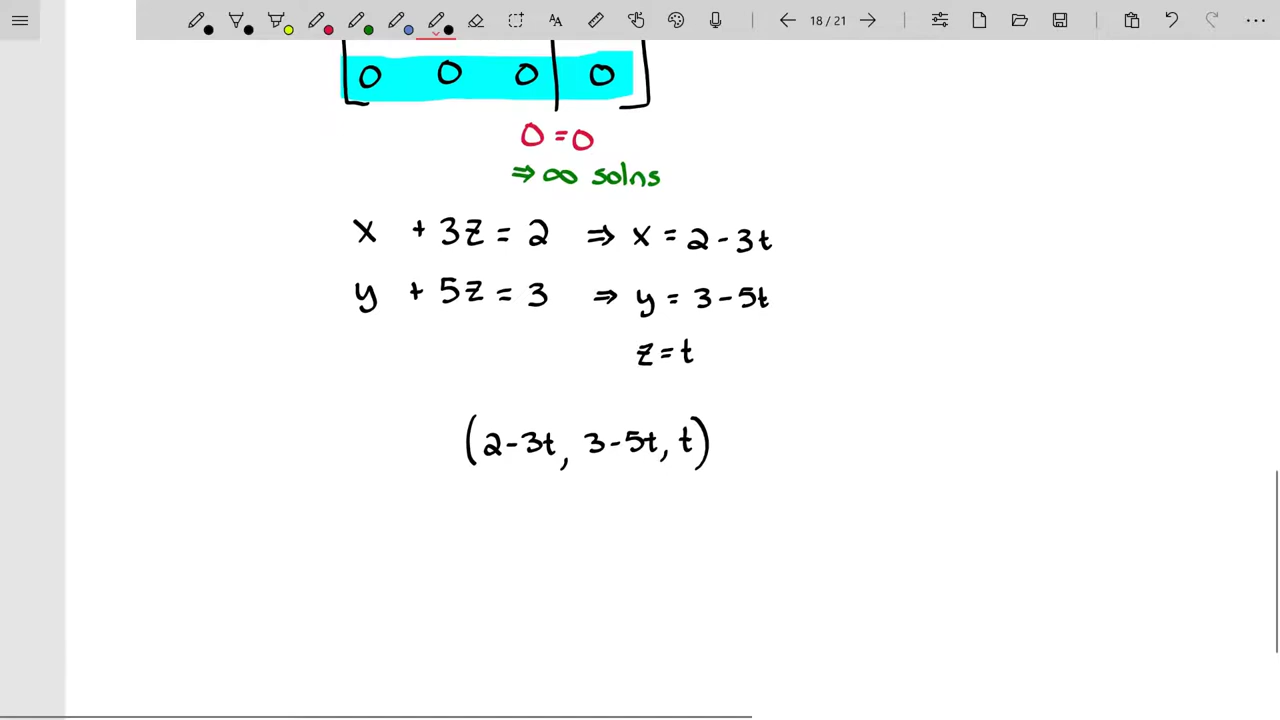 18 / 21
0 0 0 | 0
0 = 0
⇒ ∞ solns
x + 3z = 2 ⇒ x = 2 - 3t
y + 5z = 3 ⇒ y = 3 - 5t
z = t
(2 - 3t, 3 - 5t, t)